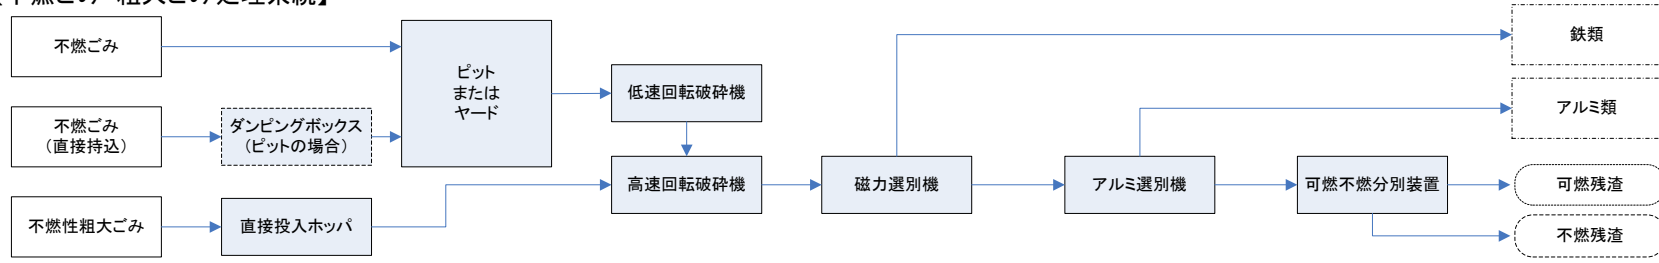 不燃ごみ
鉄類
ピット
または
ヤード
低速回転破砕機
アルミ類
不燃ごみ
（直接持込）
ダンピングボックス
（ピットの場合）
高速回転破砕機
磁力選別機
アルミ選別機
可燃不燃分別装置
可燃残渣
不燃性粗大ごみ
直接投入ホッパ
不燃残渣